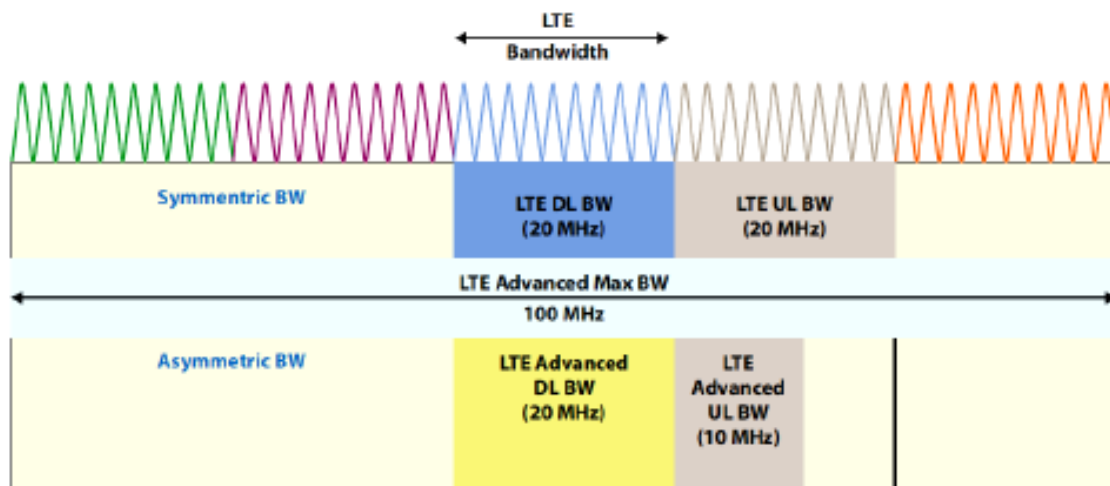 LTE
Bandwidth
Symmentric BW
LTE DL BW
(20 MHz)
LTE UL BW
(20 MHz)
LTE Advanced Max BW
100 MHz
Asymmetric BW
LTE Advanced
DL BW
(20 MHz)
LTE
Advanced
UL BW
(10 MHz)